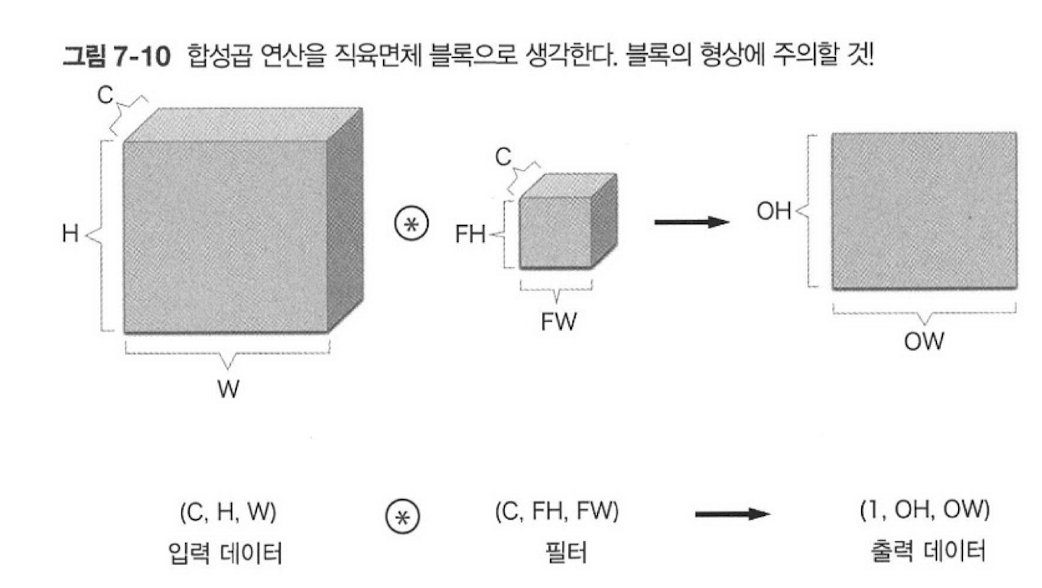 그림 7-10 합성곱 연산을 직육면체 블록으로 생각한다. 블록의 형상에 주의할 것!
C
H
W
*
C
FH
FW
OH
OW
(C, H, W) * (C, FH, FW) → (1, OH, OW)
입력 데이터 필터 출력 데이터